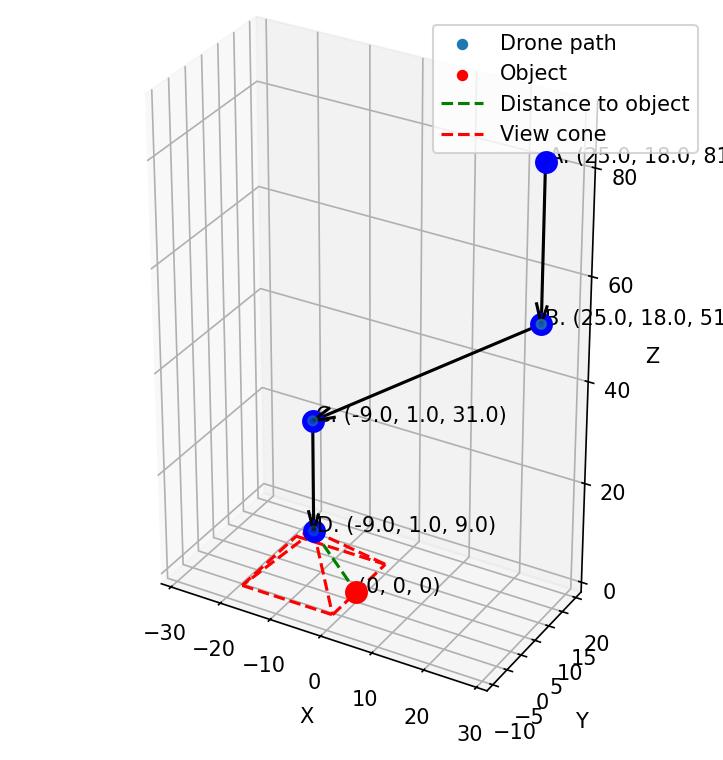 Drone path
Object
Distance to object
View cone
A. (25.0, 18.0, 81
80
B. (25.0, 18.0, 51
60
Z
40
C. (-9.0, 1.0, 31.0)
20
D. (-9.0, 1.0, 9.0)
(0, 0, 0)
0
−30
−20
−10
0
10
20
30
X
−10
−5
0
5
10
15
20
Y